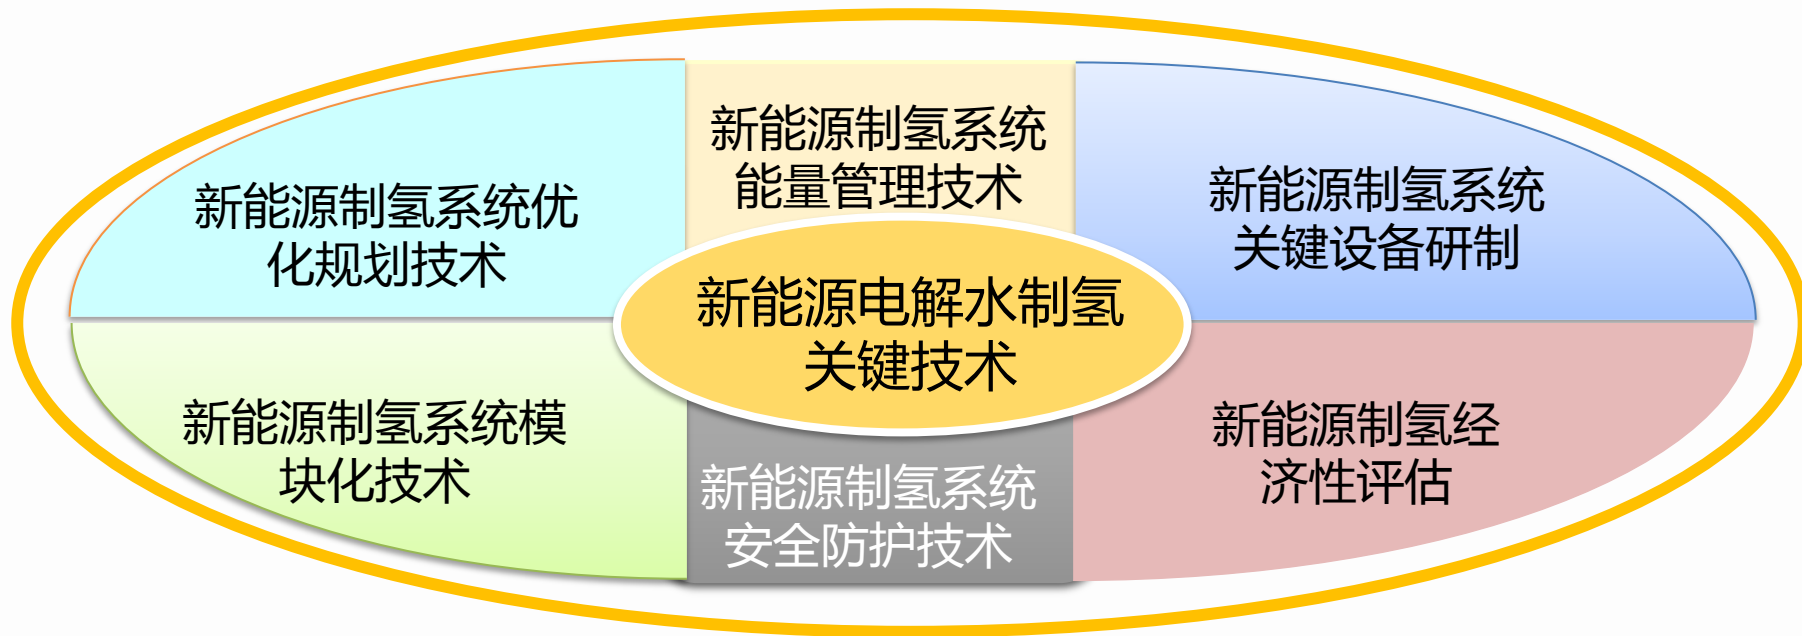 新能源制氢系统优
化规划技术
新能源制氢系统
能量管理技术
新能源制氢系统
关键设备研制
新能源电解水制氢
关键技术
新能源制氢系统模
块化技术
新能源制氢系统
安全防护技术
新能源制氢经
济性评估